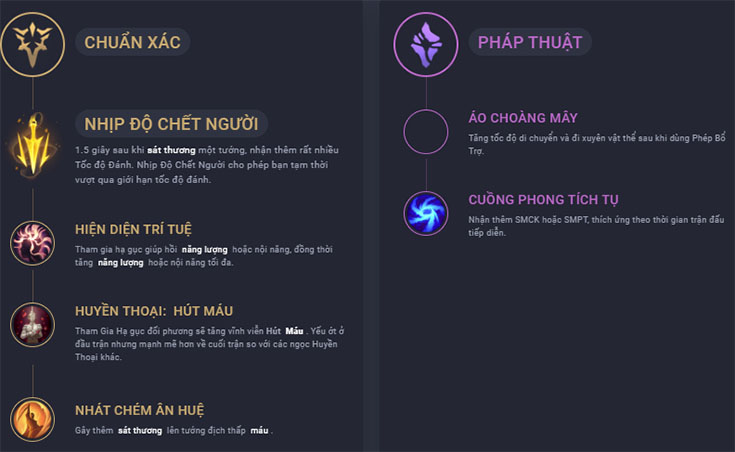 CHUẨN XÁC
NHỊP ĐỘ CHẾT NGƯỜI
1.5 giây sau khi sát thương một tướng, nhận thêm rất nhiều
Tốc độ Đánh. Nhịp Độ Chết Người cho phép bạn tạm thời
vượt qua giới hạn tốc độ đánh.
HIỆN DIỆN TRÍ TUỆ
Tham gia hạ gục giúp hồi năng lượng hoặc nội năng, đồng thời
tăng năng lượng hoặc nội năng tối đa.
HUYỀN THOẠI: HÚT MÁU
Tham Gia Hạ gục đối phương sẽ tăng vĩnh viễn Hút Máu . Yếu ớt ở
đầu trận nhưng mạnh mẽ hơn về cuối trận so với các ngọc Huyền
Thoại khác.
NHÁT CHÉM ÂN HUỆ
Gây thêm sát thương lên tướng địch thấp máu .
PHÁP THUẬT
ÁO CHOÀNG MÂY
Tăng tốc độ di chuyển và đi xuyên vật thể sau khi dùng Phép Bổ
Trợ.
CUỒNG PHONG TÍCH TỤ
Nhận thêm SMCK hoặc SMPT, thích ứng theo thời gian trận đấu
tiếp diễn.